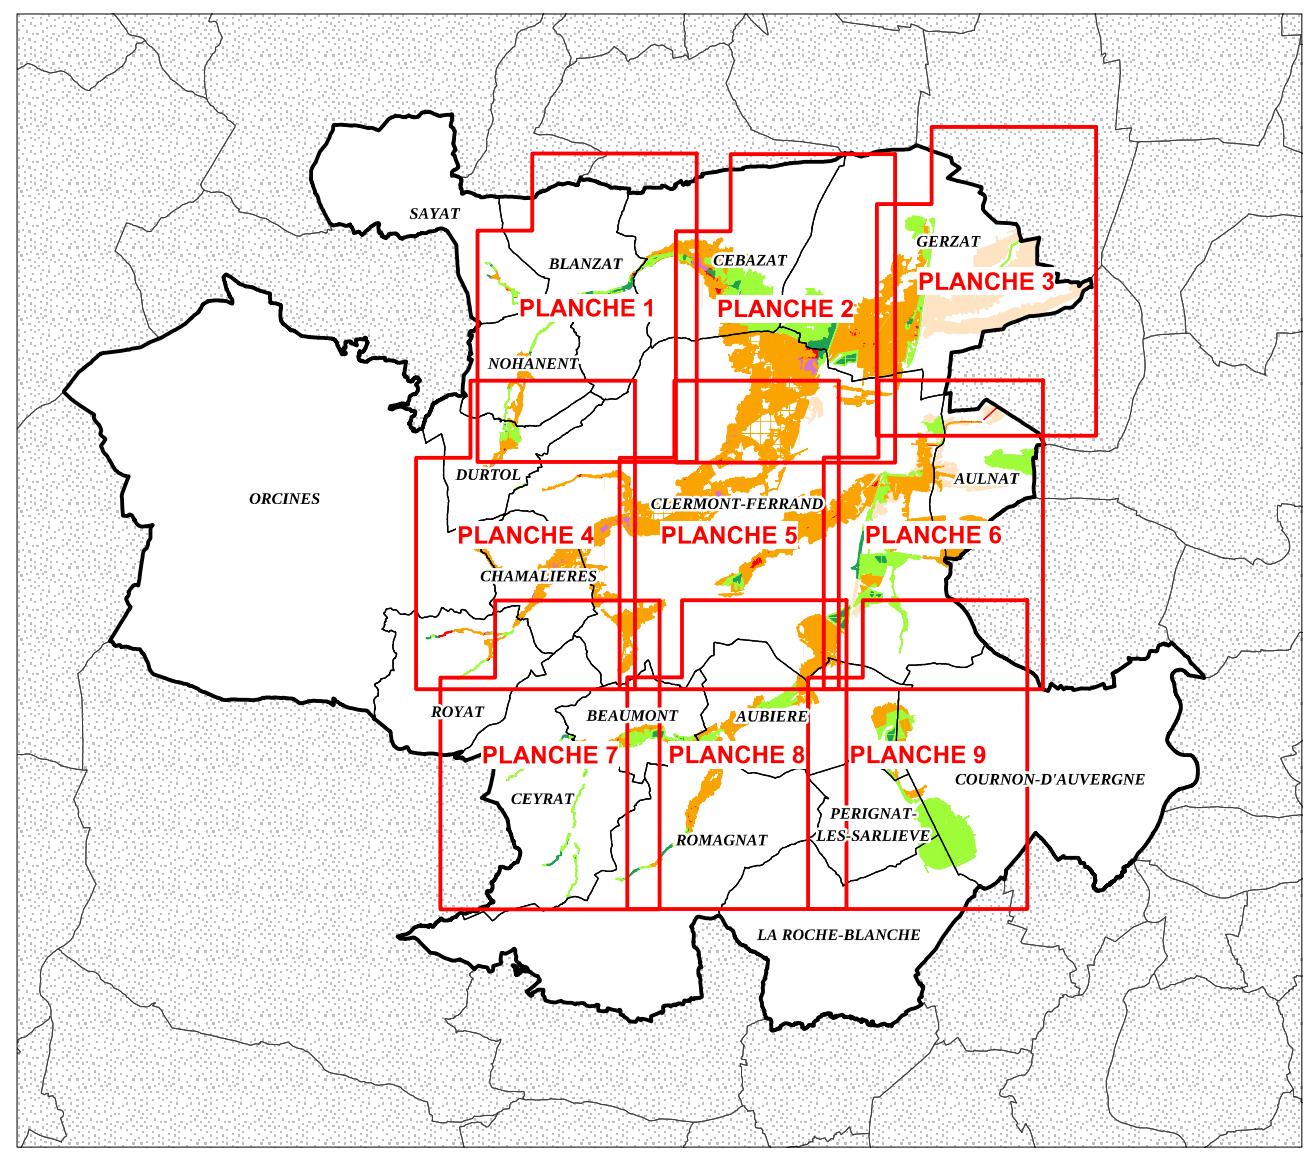 SAYAT
GERZAT
CEBAZAT
BLANZAT
PLANCHE 3
PLANCHE 1
PLANCHE 2
NOHANENT
DURTOL
AULNAT
ORCINES
CLERMONT-FERRAND
PLANCHE 4
PLANCHE 5
PLANCHE 6
CHAMALIERES
ROYAT
BEAUMONT
AUBIERE
PLANCHE 7
PLANCHE 8
PLANCHE 9
COURNON-D'AUVERGNE
CEYRAT
PERIGNAT-
LES-SARLIEVE
ROMAGNAT
LA ROCHE-BLANCHE